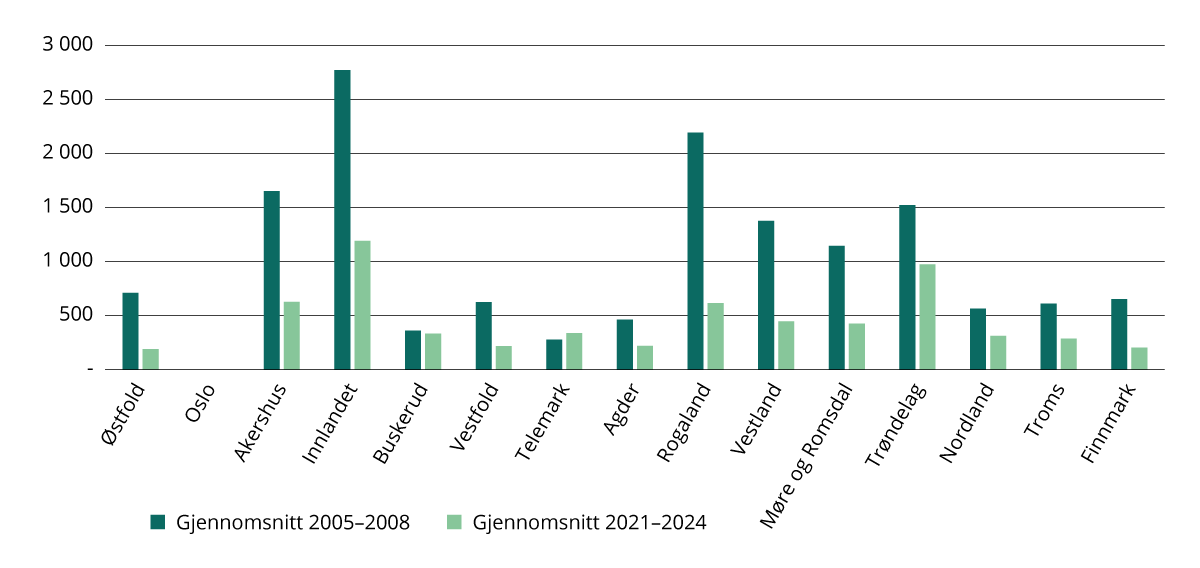 3 000
2 500
2 000
1 500
1 000
500
-
Østfold
Oslo
Akershus
Innlandet
Buskerud
Vestfold
Telemark
Agder
Rogaland
Vestland
Møre og Romsdal
Trøndelag
Nordland
Troms
Finnmark
Gjennomsnitt 2005–2008
Gjennomsnitt 2021–2024